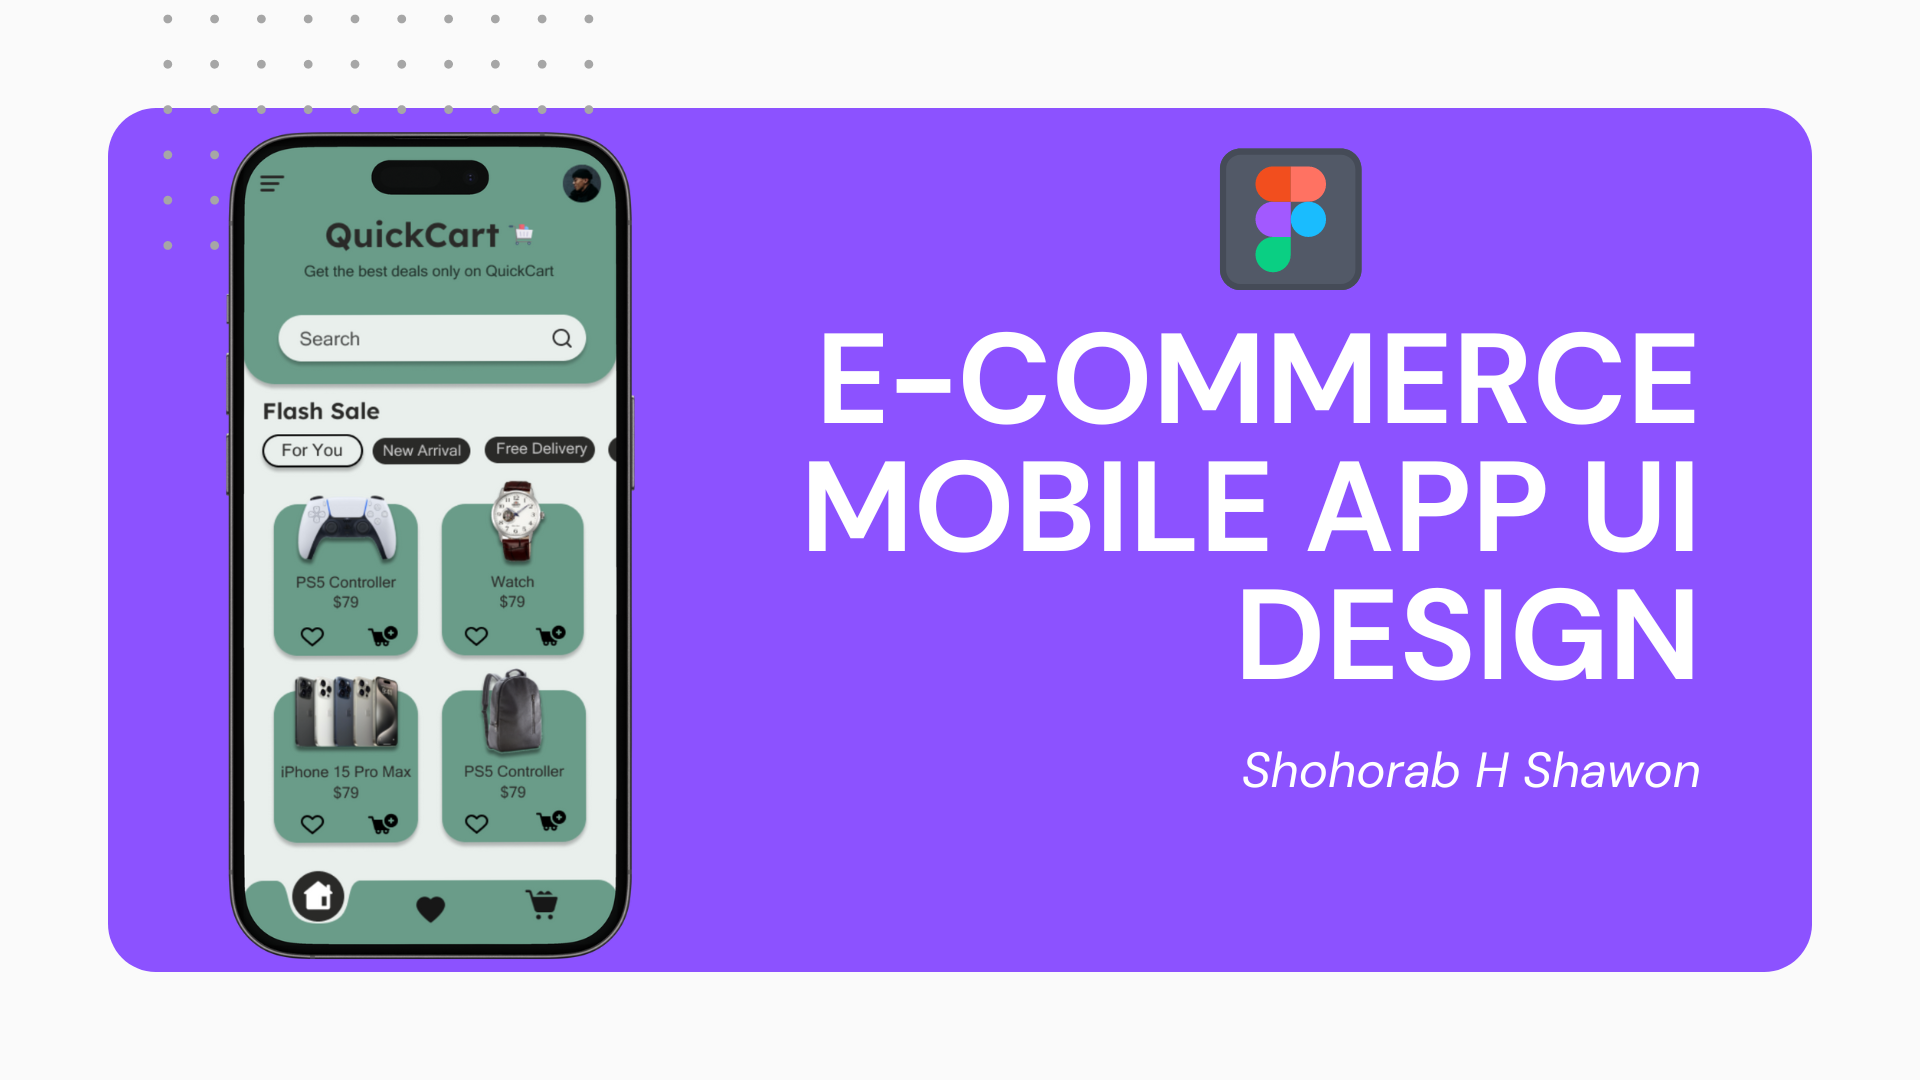 QuickCart
Get the best deals only on QuickCart
Search
Flash Sale
For You
New Arrival
Free Delivery
PS5 Controller
$79
Watch
$79
iPhone 15 Pro Max
$79
PS5 Controller
$79
E-COMMERCE
MOBILE APP UI
DESIGN
Shohorab H Shawon